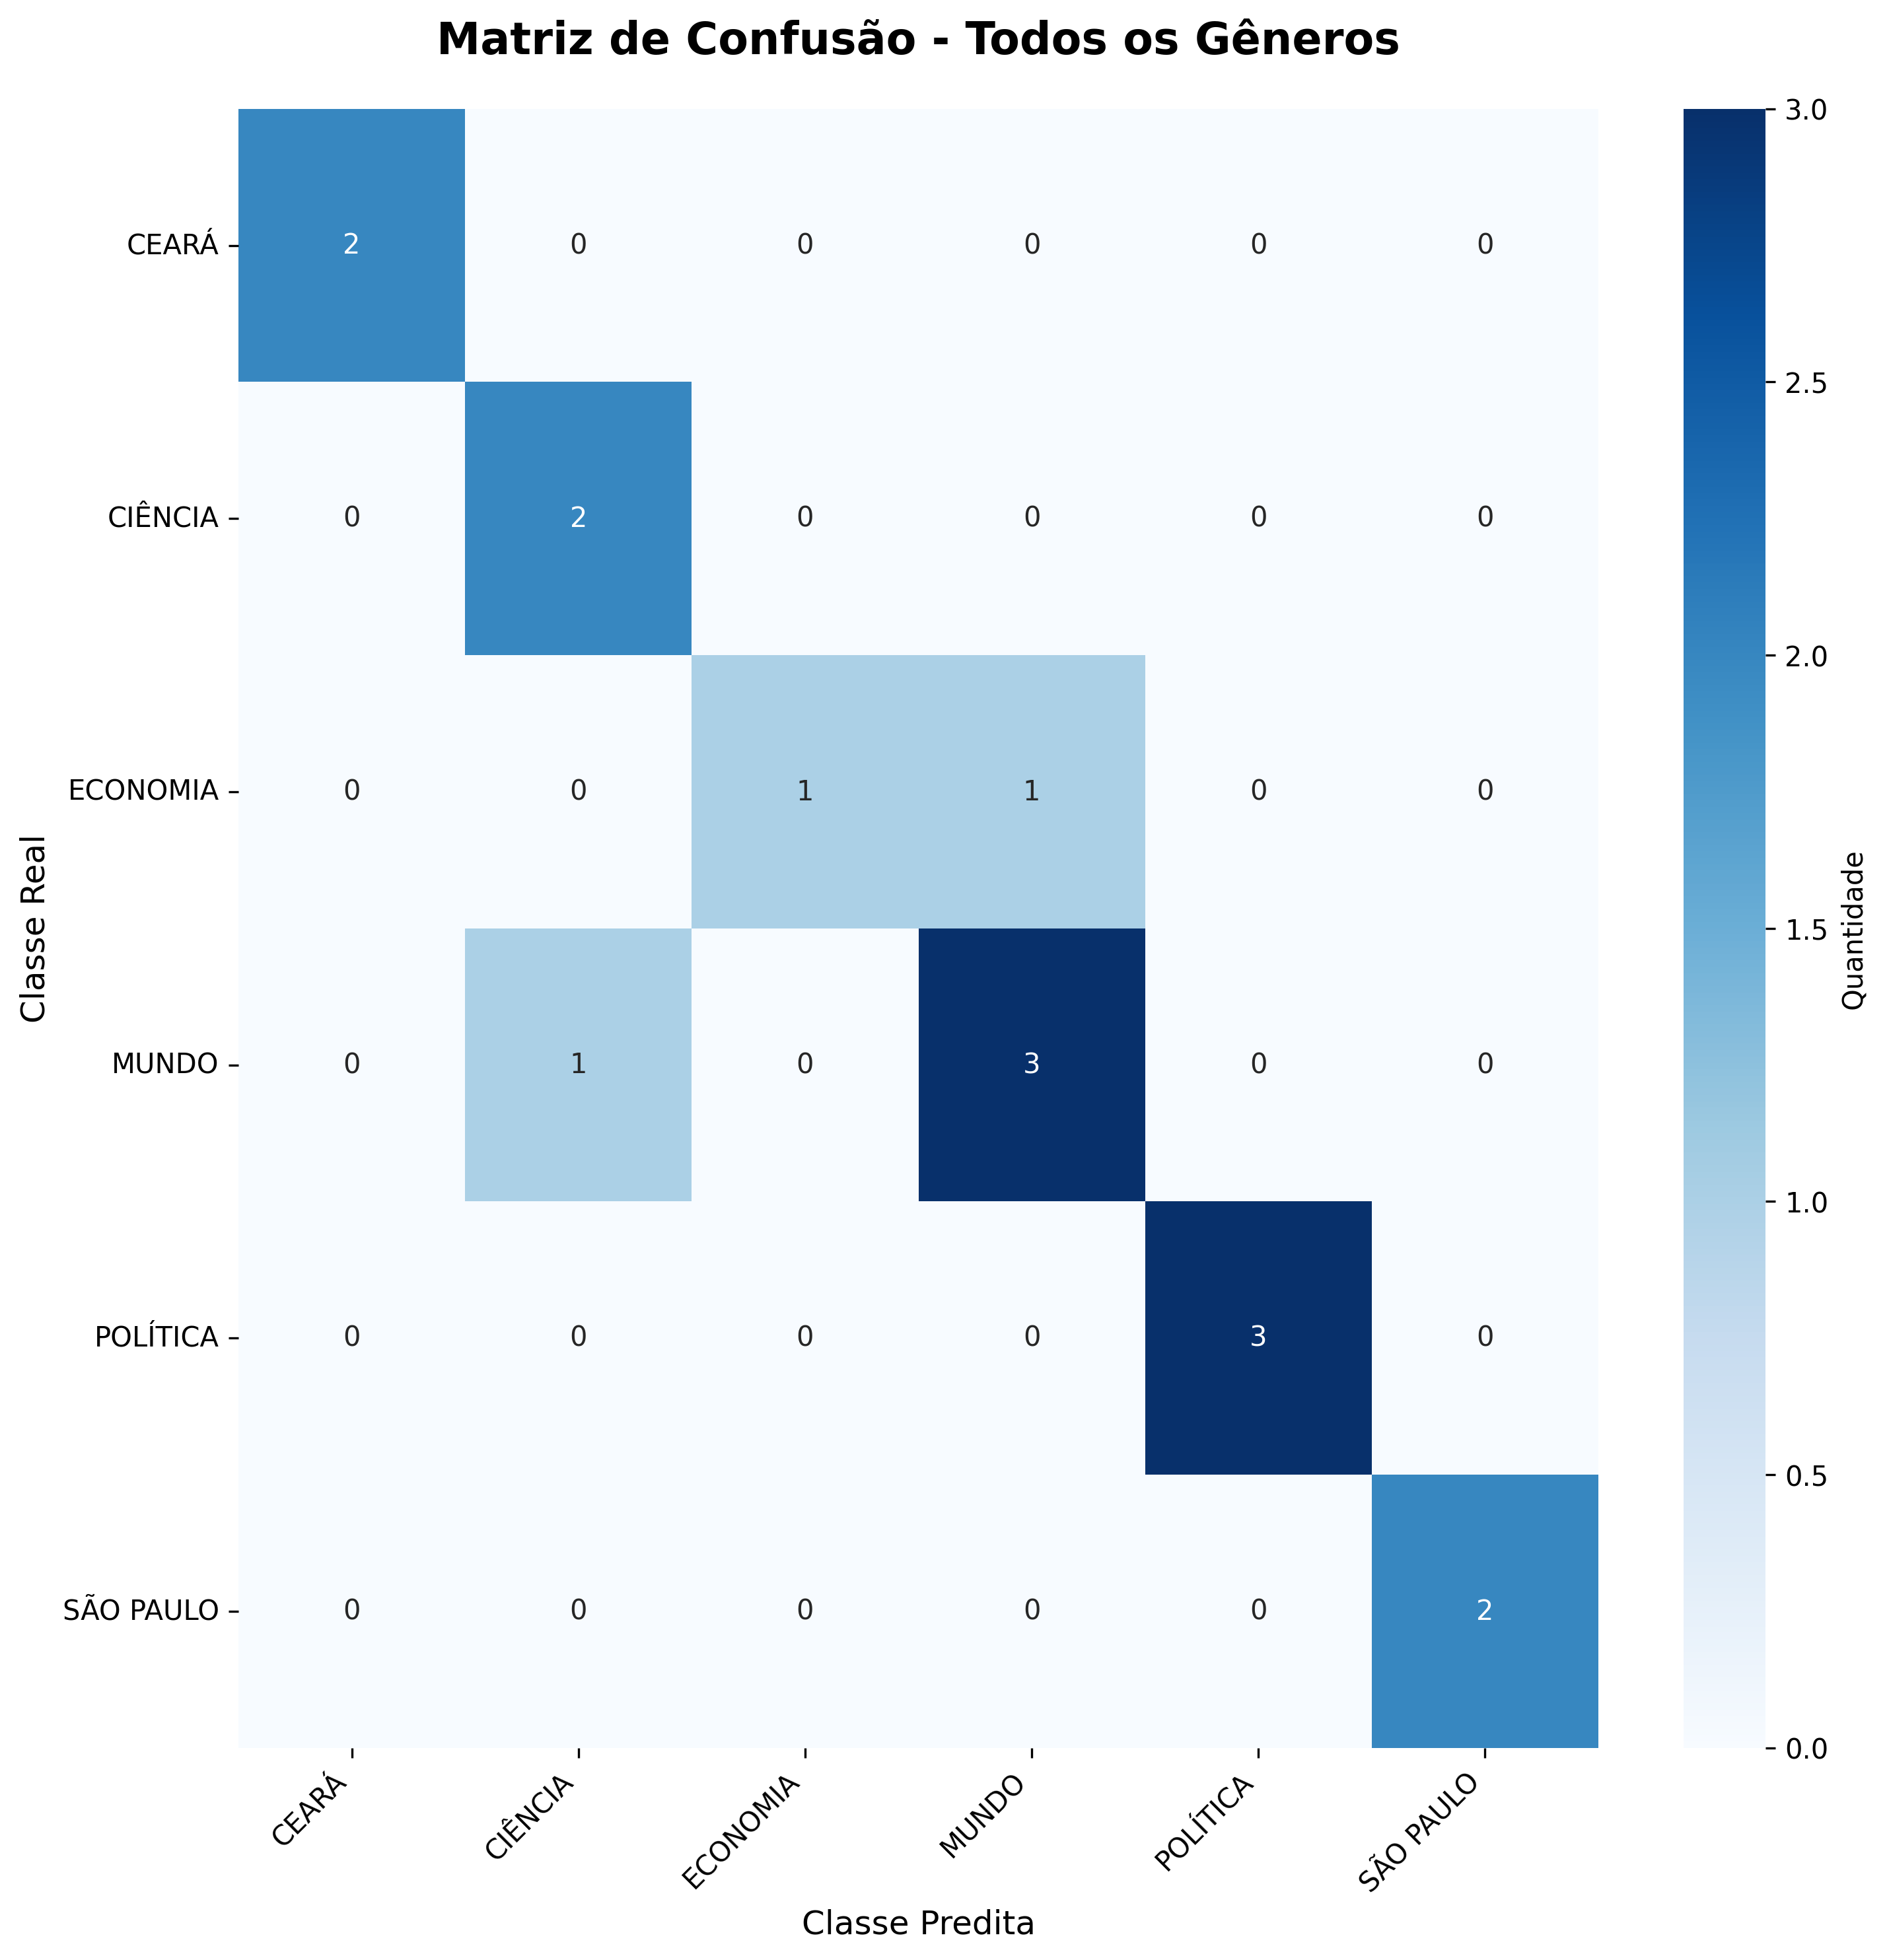 Matriz de Confusão - Todos os Gêneros
3.0
CEARÁ 2 0 0 0 0 0
2.5
CIÊNCIA 0 2 0 0 0 0
2.0
ECONOMIA 0 0 1 1 0 0
Classe Real
Quantidade
1.5
MUNDO 0 1 0 3 0 0
1.0
POLÍTICA 0 0 0 0 3 0
0.5
SÃO PAULO 0 0 0 0 0 2
0.0
CEARÁ CIÊNCIA ECONOMIA MUNDO POLÍTICA SÃO PAULO
Classe Predita